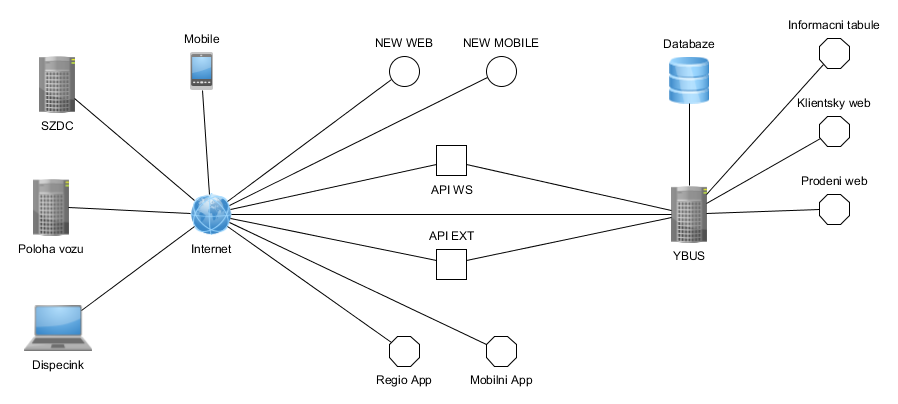 Informacni tabule
Mobile
NEW WEB
NEW MOBILE
Databaze
Klientsky web
SZDC
Prodeni web
API WS
API EXT
Poloha vozu
Internet
YBUS
Dispecink
Regio App
Mobilni App